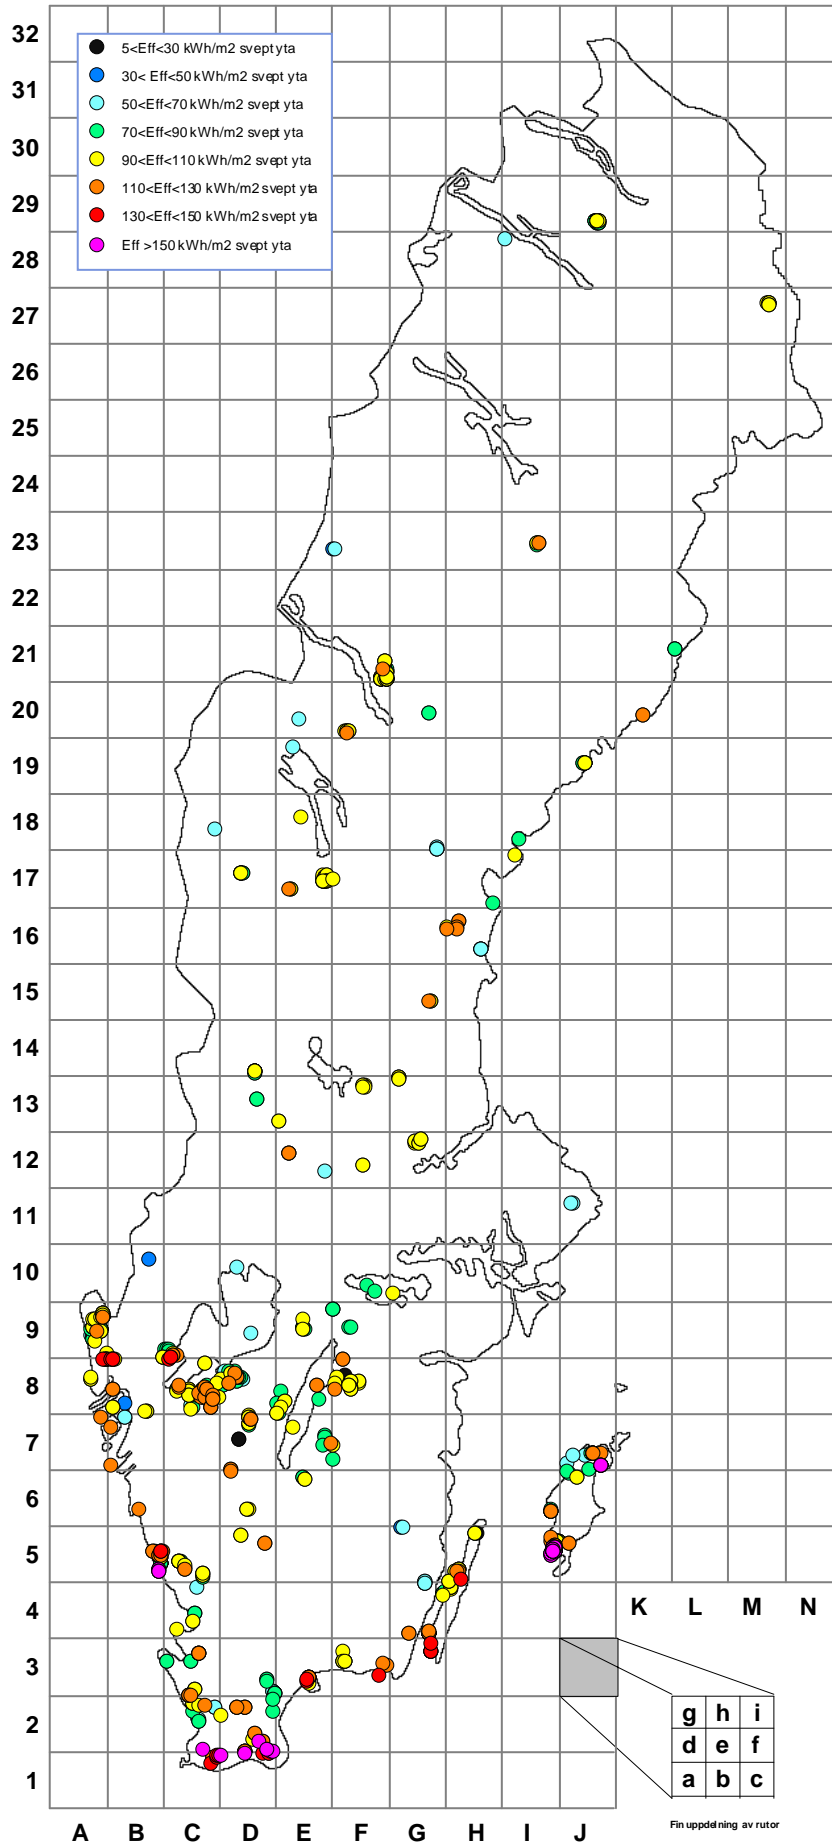 32
5<Eff<30 kWh/m2 svept yta
30< Eff<50 kWh/m2 svept yta
31
50<Eff<70 kWh/m2 svept yta
70<Eff<90 kWh/m2 svept yta
30
90<Eff<110 kWh/m2 svept yta
110<Eff<130 kWh/m2 svept yta
29
130<Eff<150 kWh/m2 svept yta
Eff >150 kWh/m2 svept yta
28
27
26
25
24
23
22
21
20
19
18
17
16
15
14
13
12
11
10
9
8
7
6
5
4
K L M N
3
g h i
2
d e f
a b c
1
Fin uppdelning av rutor
A B C D E F G H I J